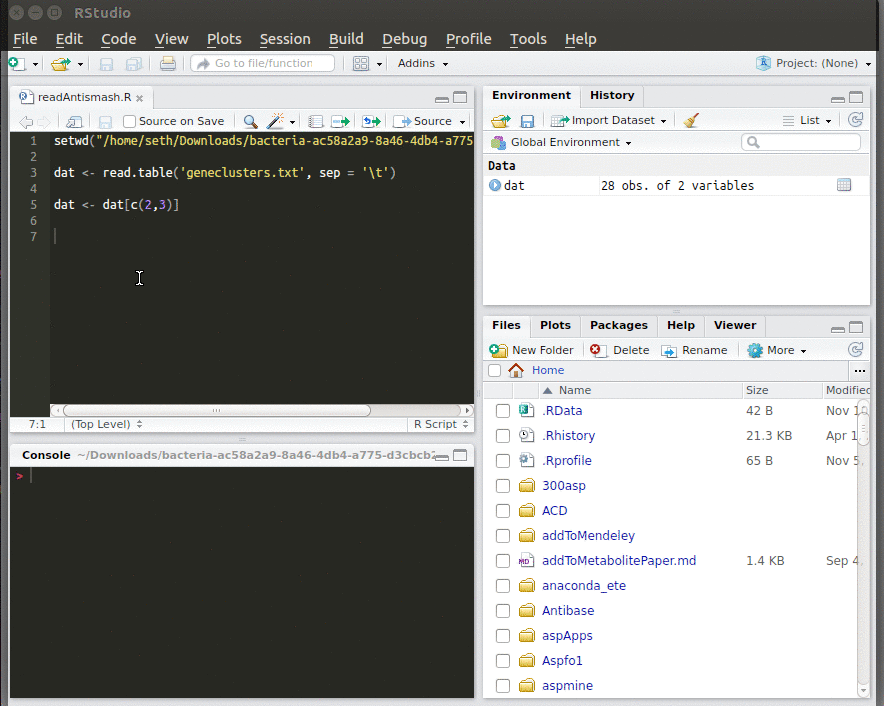 RStudio
File Edit Code View Plots Session Build Debug Profile Tools Help
Go to file/function Addins Project: (None)
readAntismash.R
Source on Save Source
1 setwd("/home/seth/Downloads/bacteria-ac58a2a9-8a46-4db4-a775
2
3 dat <- read.table('geneclusters.txt', sep = '\t')
4
5 dat <- dat[c(2,3)]
6
7
7:1 (Top Level) R Script
Console ~/Downloads/bacteria-ac58a2a9-8a46-4db4-a775-d3cbcb2
>
Environment History
Import Dataset List
Global Environment
Data
dat 28 obs. of 2 variables
Files Plots Packages Help Viewer
New Folder Delete Rename More
Home ...
Name Size Modified
.RData 42 B Nov 10
.Rhistory 21.3 KB Apr 1
.Rprofile 65 B Nov 5,
300asp
ACD
addToMendeley
MD addToMetabolitePaper.md 1.4 KB Sep 4,
anaconda_ete
Antibase
aspApps
Aspfo1
aspmine